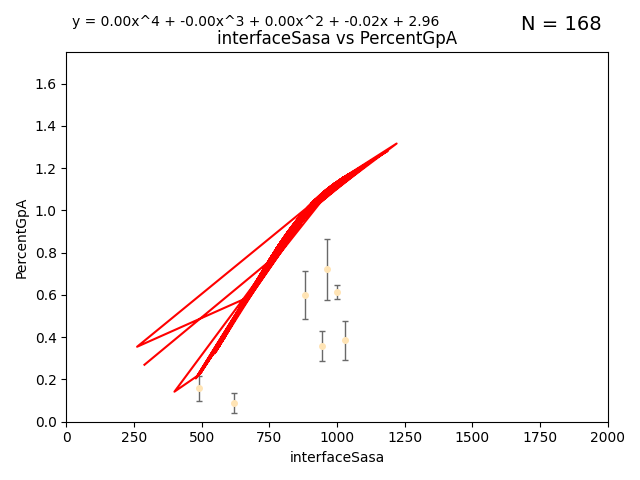 y = 0.00x^4 + -0.00x^3 + 0.00x^2 + -0.02x + 2.96
N = 168
interfaceSasa vs PercentGpA
PercentGpA
1.6
1.4
1.2
1.0
0.8
0.6
0.4
0.2
0.0
0 250 500 750 1000 1250 1500 1750 2000
interfaceSasa